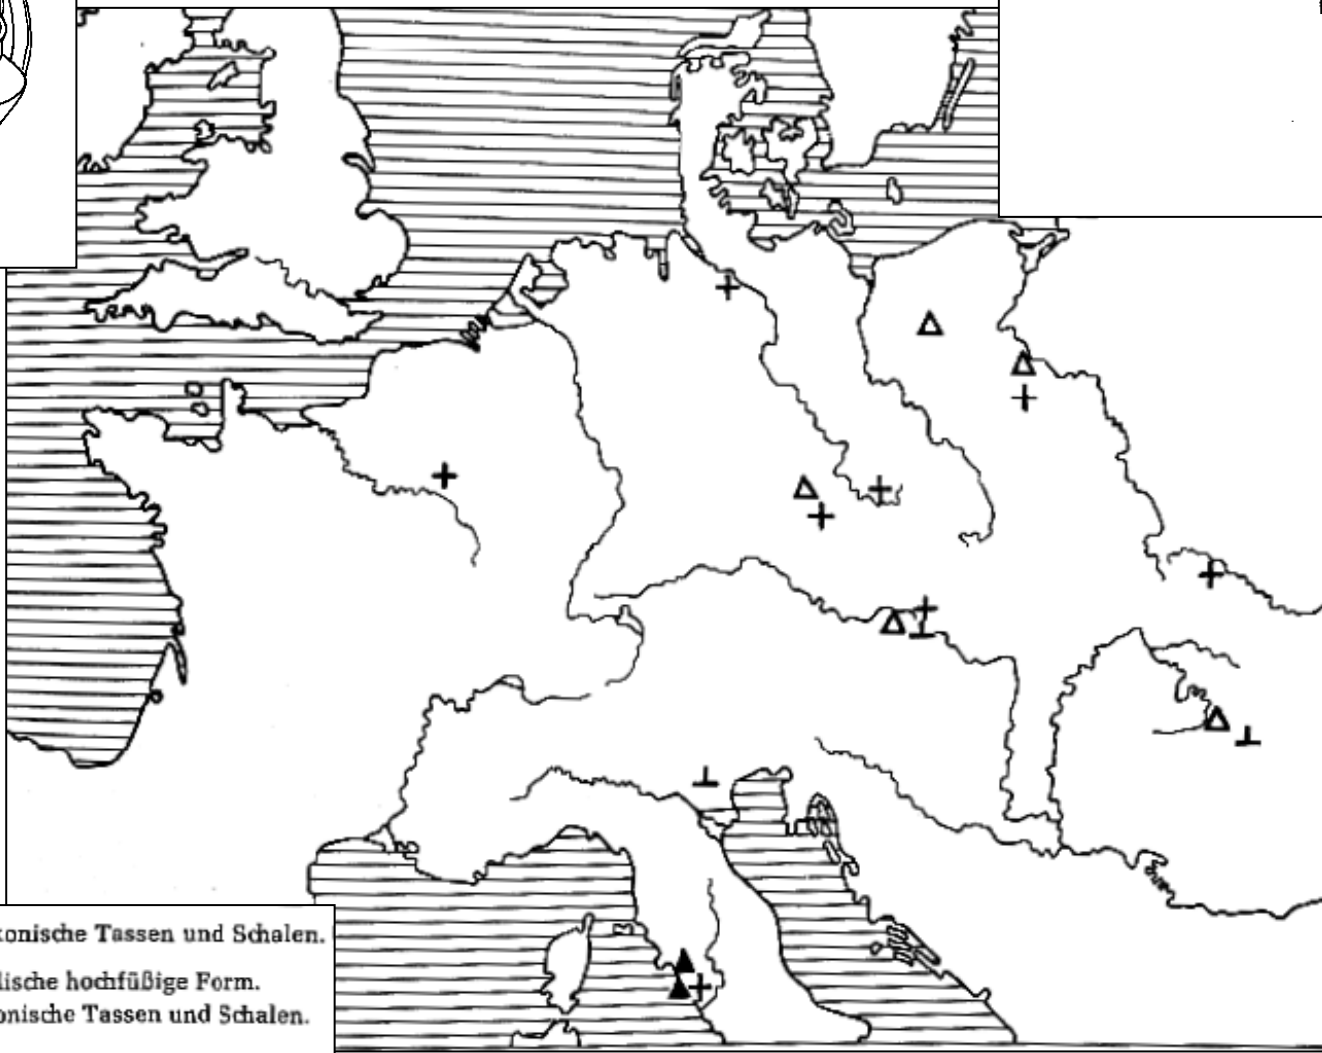 konische Tassen und Schalen.
lische hochfüßige Form.
onische Tassen und Schalen.